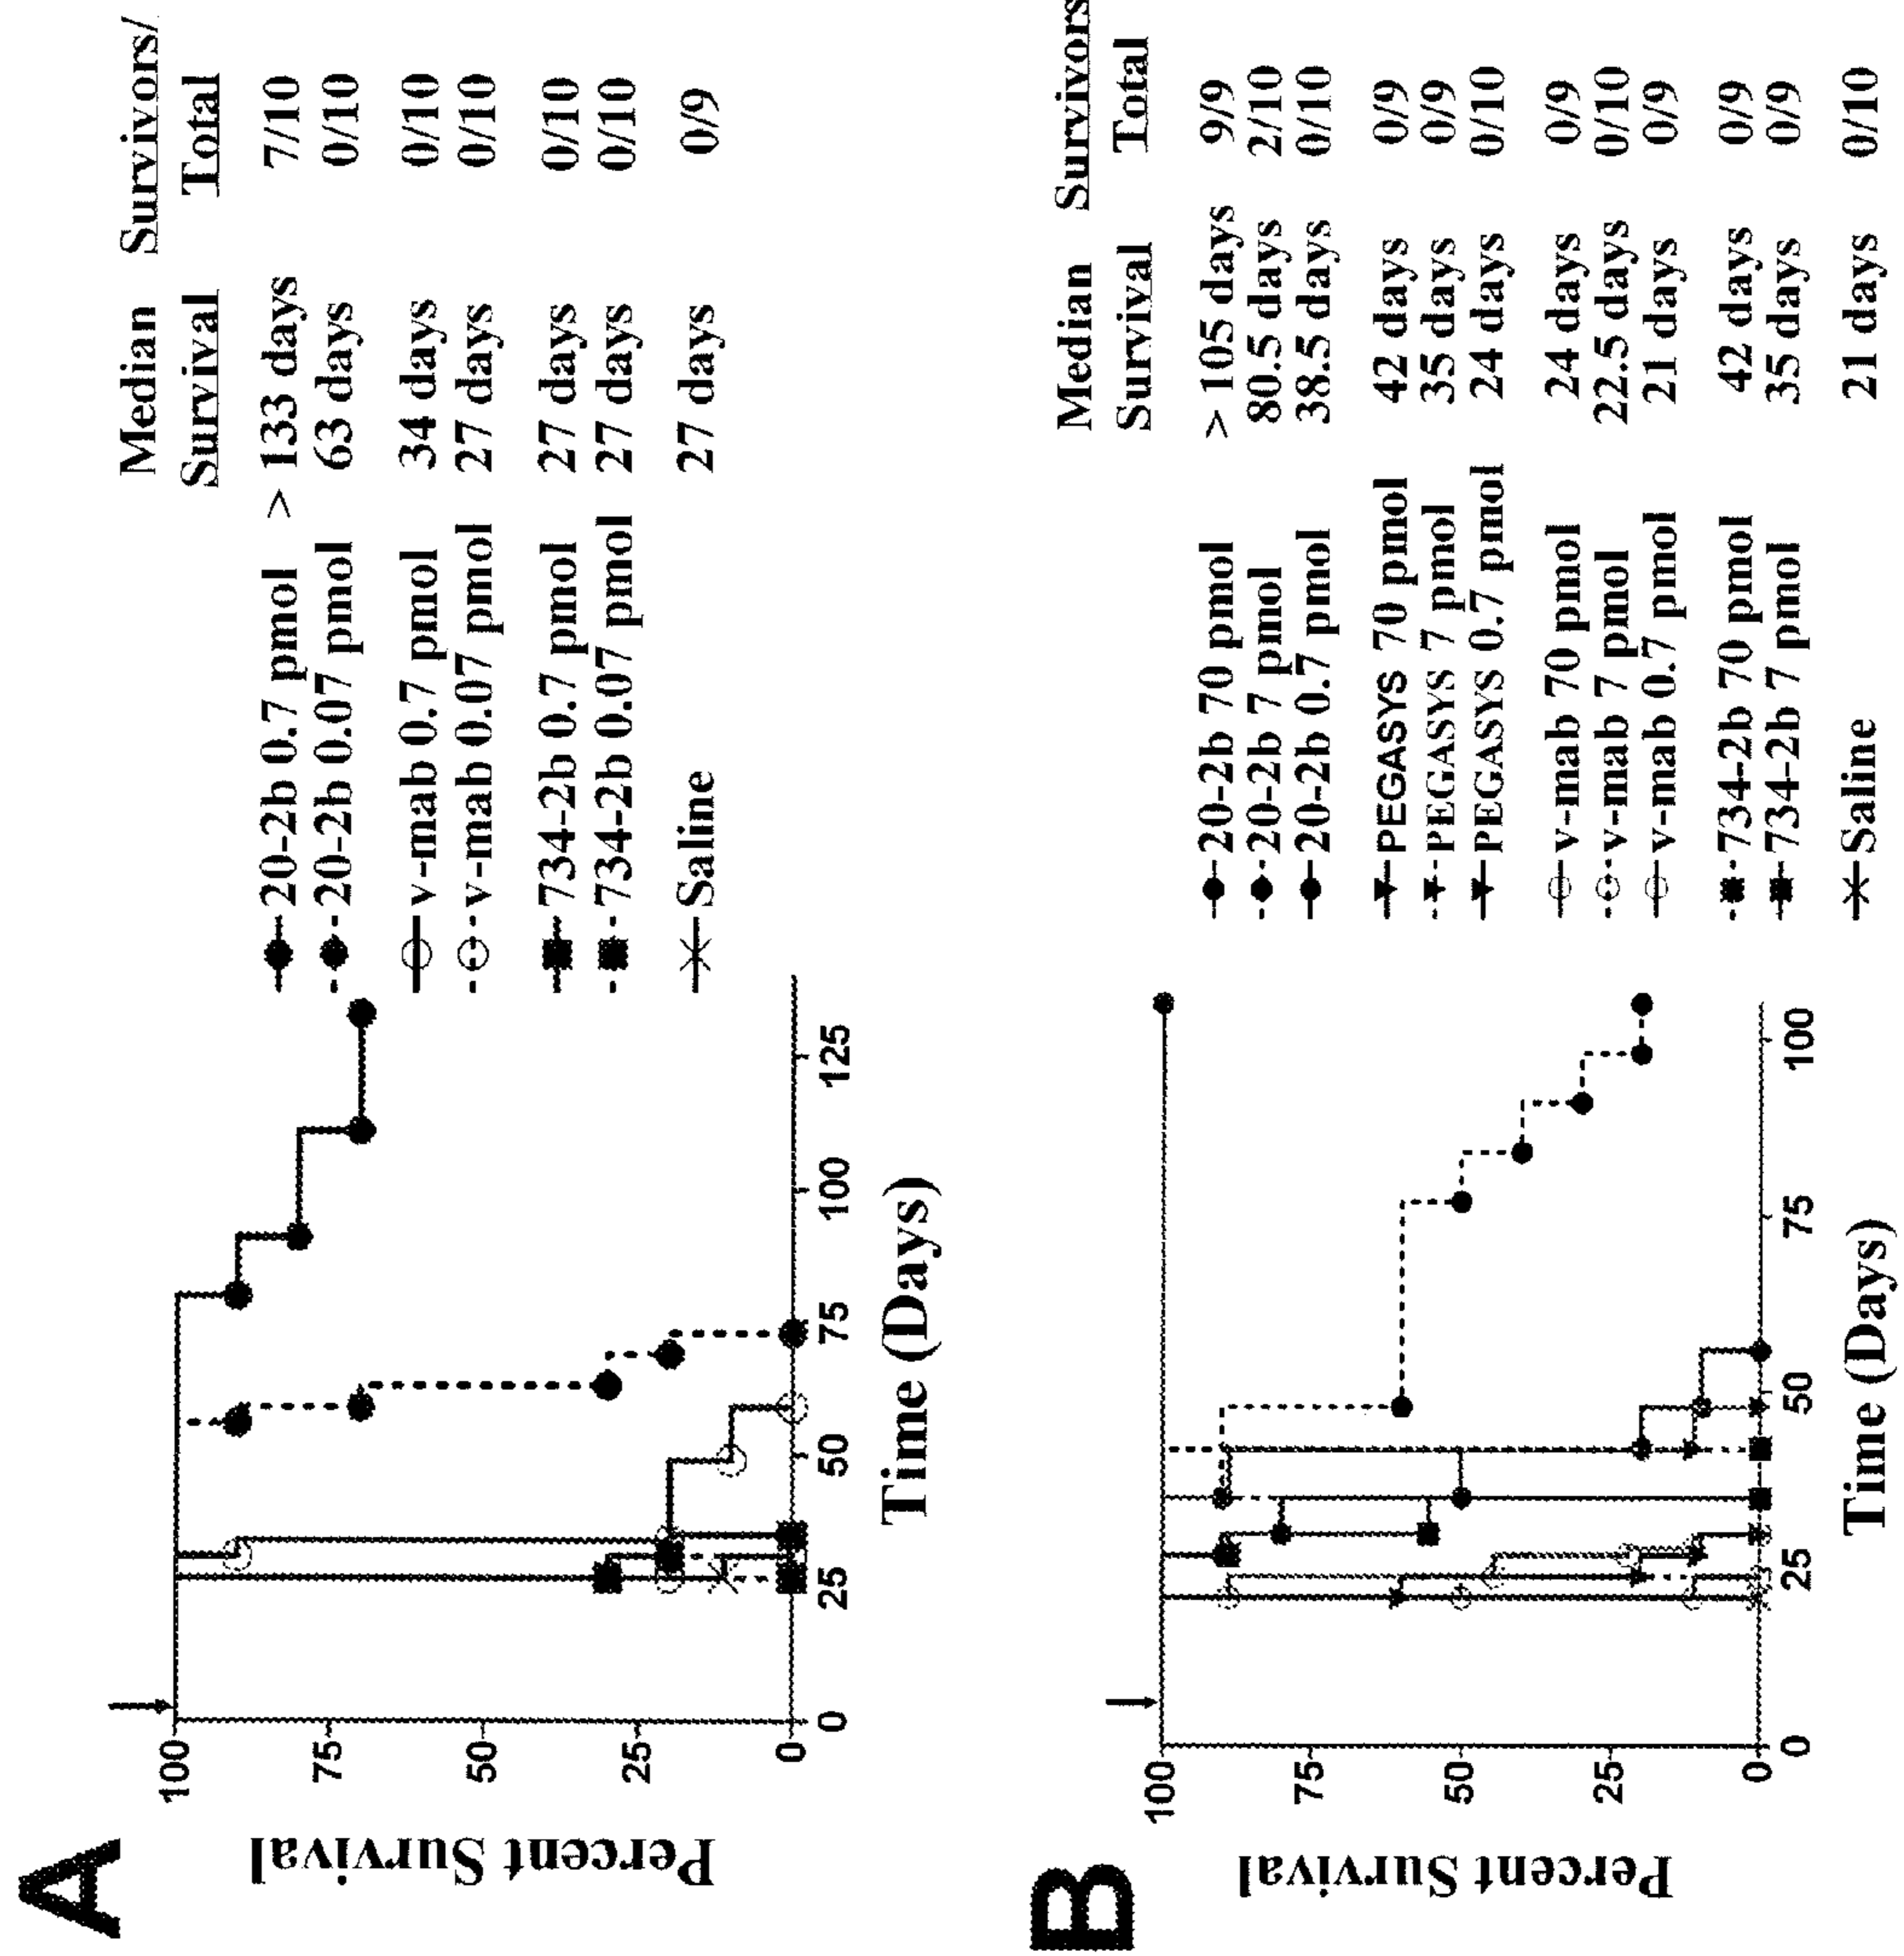 A
Percent Survival
100
75
50
25
0
0 25 50 75 100 125
Time (Days)
Median Survivors/
Survival Total
20-2b 0.7 pmol > 133 days 7/10
20-2b 0.07 pmol 63 days 0/10
v-mab 0.7 pmol 34 days 0/10
v-mab 0.07 pmol 27 days 0/10
734-2b 0.7 pmol 27 days 0/10
734-2b 0.07 pmol 27 days 0/10
Saline 27 days 0/9
B
Percent Survival
100
75
50
25
0
0 25 50 75 100
Time (Days)
Median Survivors
Survival Total
20-2b 70 pmol > 105 days 9/9
20-2b 7 pmol 80.5 days 2/10
20-2b 0.7 pmol 38.5 days 0/10
PEGASYS 70 pmol 42 days 0/9
PEGASYS 7 pmol 35 days 0/9
PEGASYS 0.7 pmol 24 days 0/10
v-mab 70 pmol 24 days 0/9
v-mab 7 pmol 22.5 days 0/10
v-mab 0.7 pmol 21 days 0/9
734-2b 70 pmol 42 days 0/9
734-2b 7 pmol 35 days 0/9
Saline 21 days 0/10